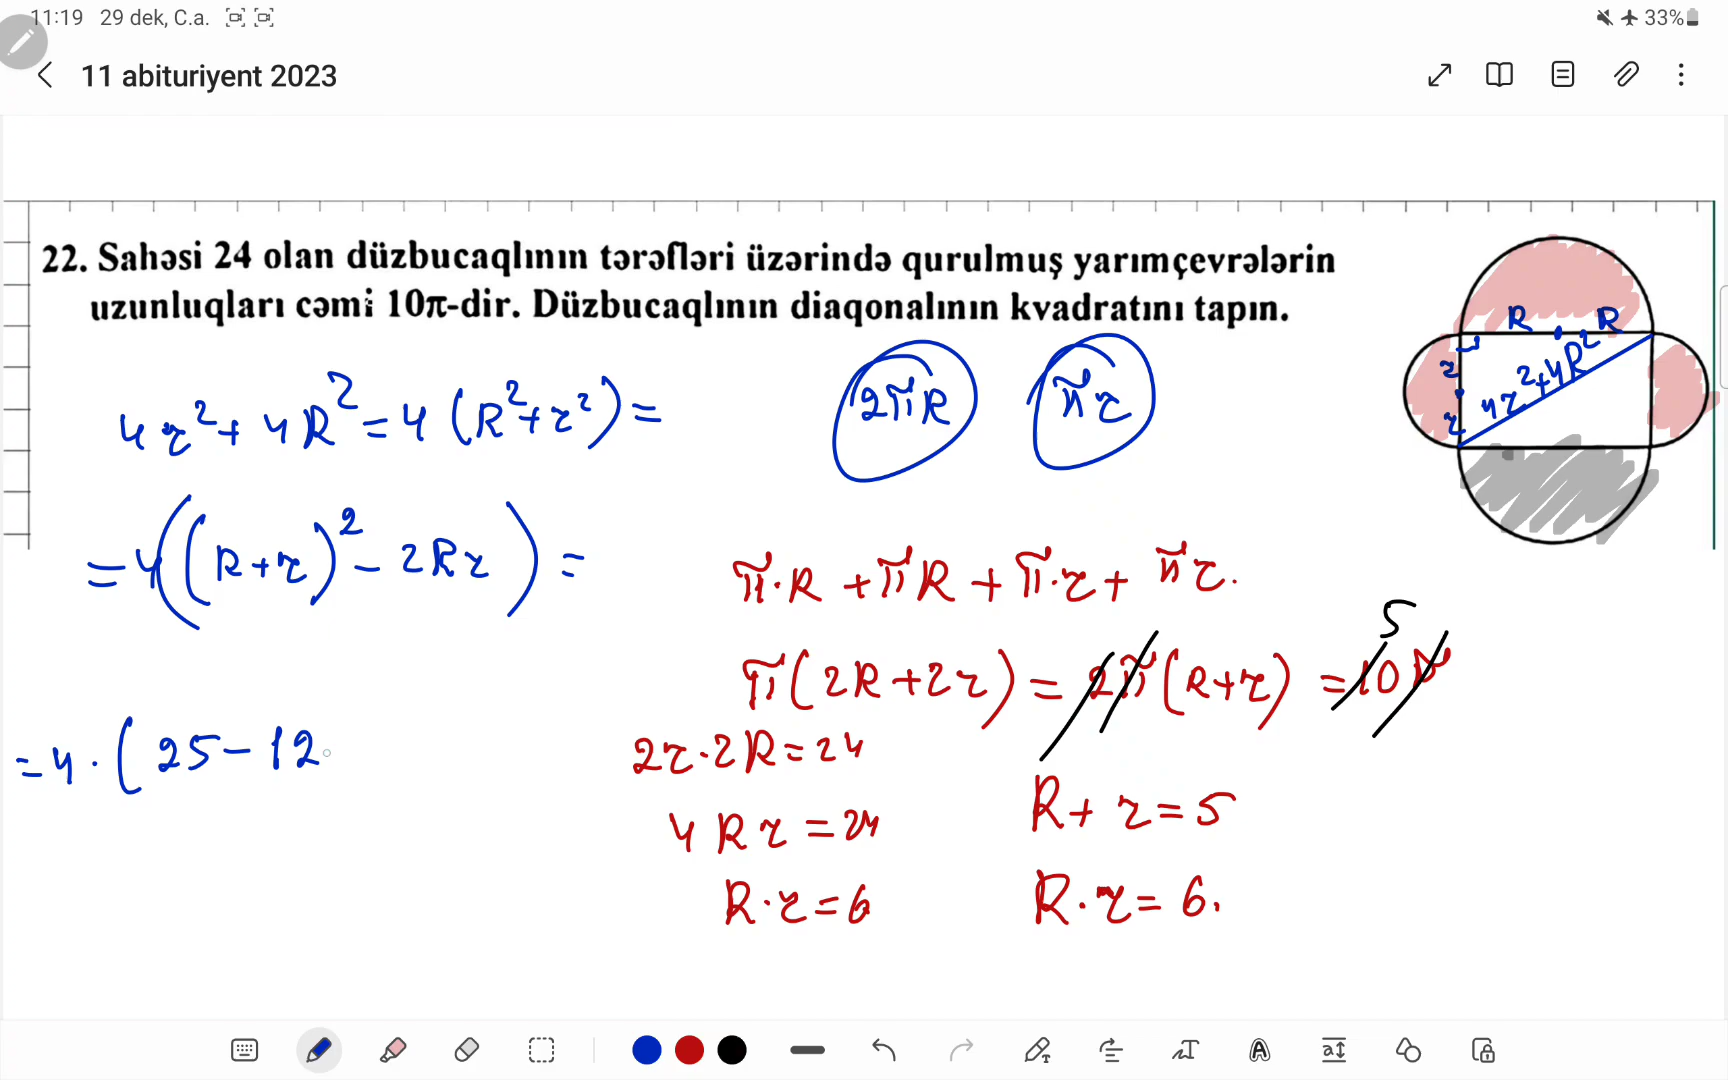 11:19 29 dek, C.a.
33%
11 abituriyent 2023
22. Sahəsi 24 olan düzbucaqlının tərəfləri üzərində qurulmuş yarımçevrələrin
uzunluqları cəmi 10π-dir. Düzbucaqlının diaqonalının kvadratını tapın.
R R
r
r
4r²+4R²
2πR πr
4r²+4R²=4(R²+r²)=
=4((R+r)²-2Rr)=
π·R+πR+π·r+πr.
5
π(2R+2r)=2π(R+r)=10π
2r·2R=24
=4·(25-12
4Rr=24
R+r=5
R·r=6
R·r=6.